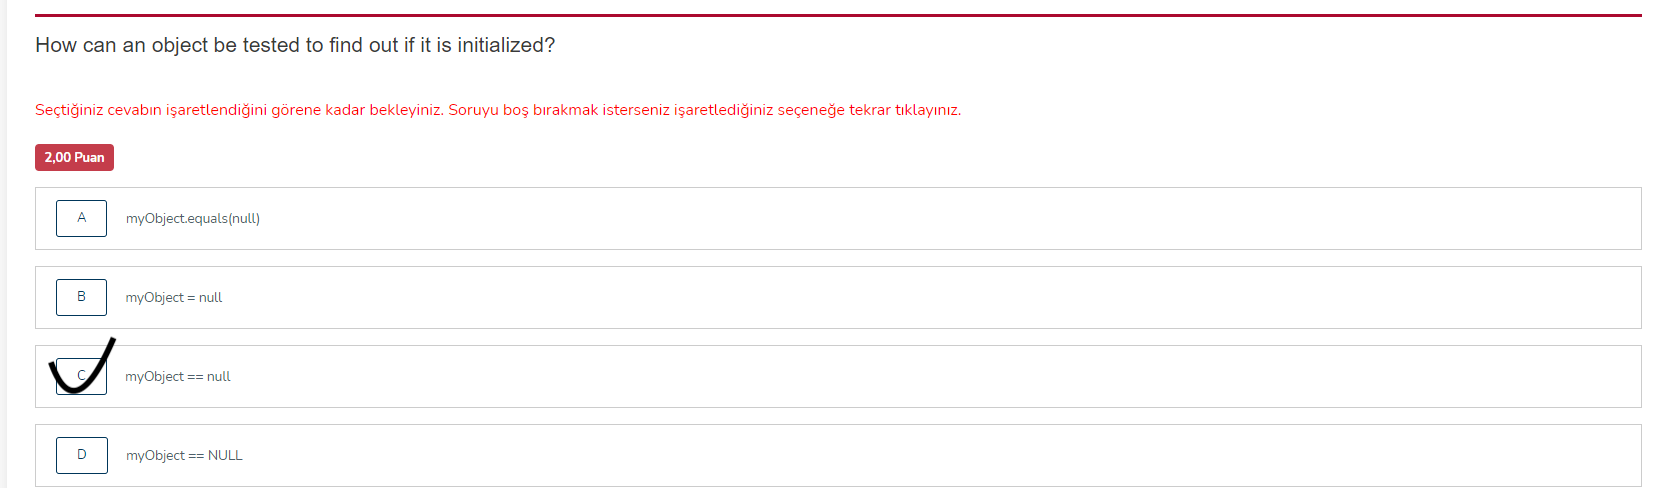 How can an object be tested to find out if it is initialized?
Seçtiğiniz cevabın işaretlendiğini görene kadar bekleyiniz. Soruyu boş bırakmak isterseniz işaretlediğiniz seçeneğe tekrar tıklayınız.
2,00 Puan
A myObject.equals(null)
B myObject = null
C myObject == null
D myObject == NULL